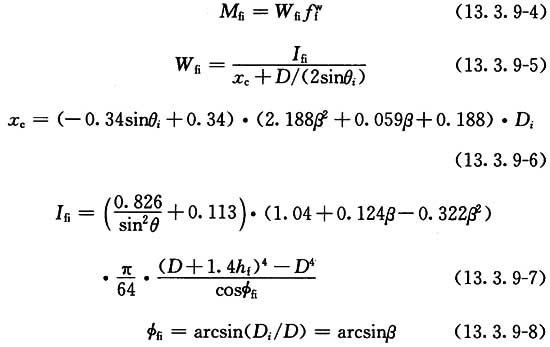 M_fi = W_fi f_f^w (13.3.9-4)
W_fi = I_fi / (x_c + D/(2sinθ_i)) (13.3.9-5)
x_c = (−0.34sinθ_i + 0.34) · (2.188β² + 0.059β + 0.188) · D_i
(13.3.9-6)
I_fi = (0.826/sin²θ + 0.113) · (1.04 + 0.124β − 0.322β²)
· π/64 · ((D + 1.4h_f)⁴ − D⁴)/cosϕ_fi (13.3.9-7)
ϕ_fi = arcsin(D_i/D) = arcsinβ (13.3.9-8)